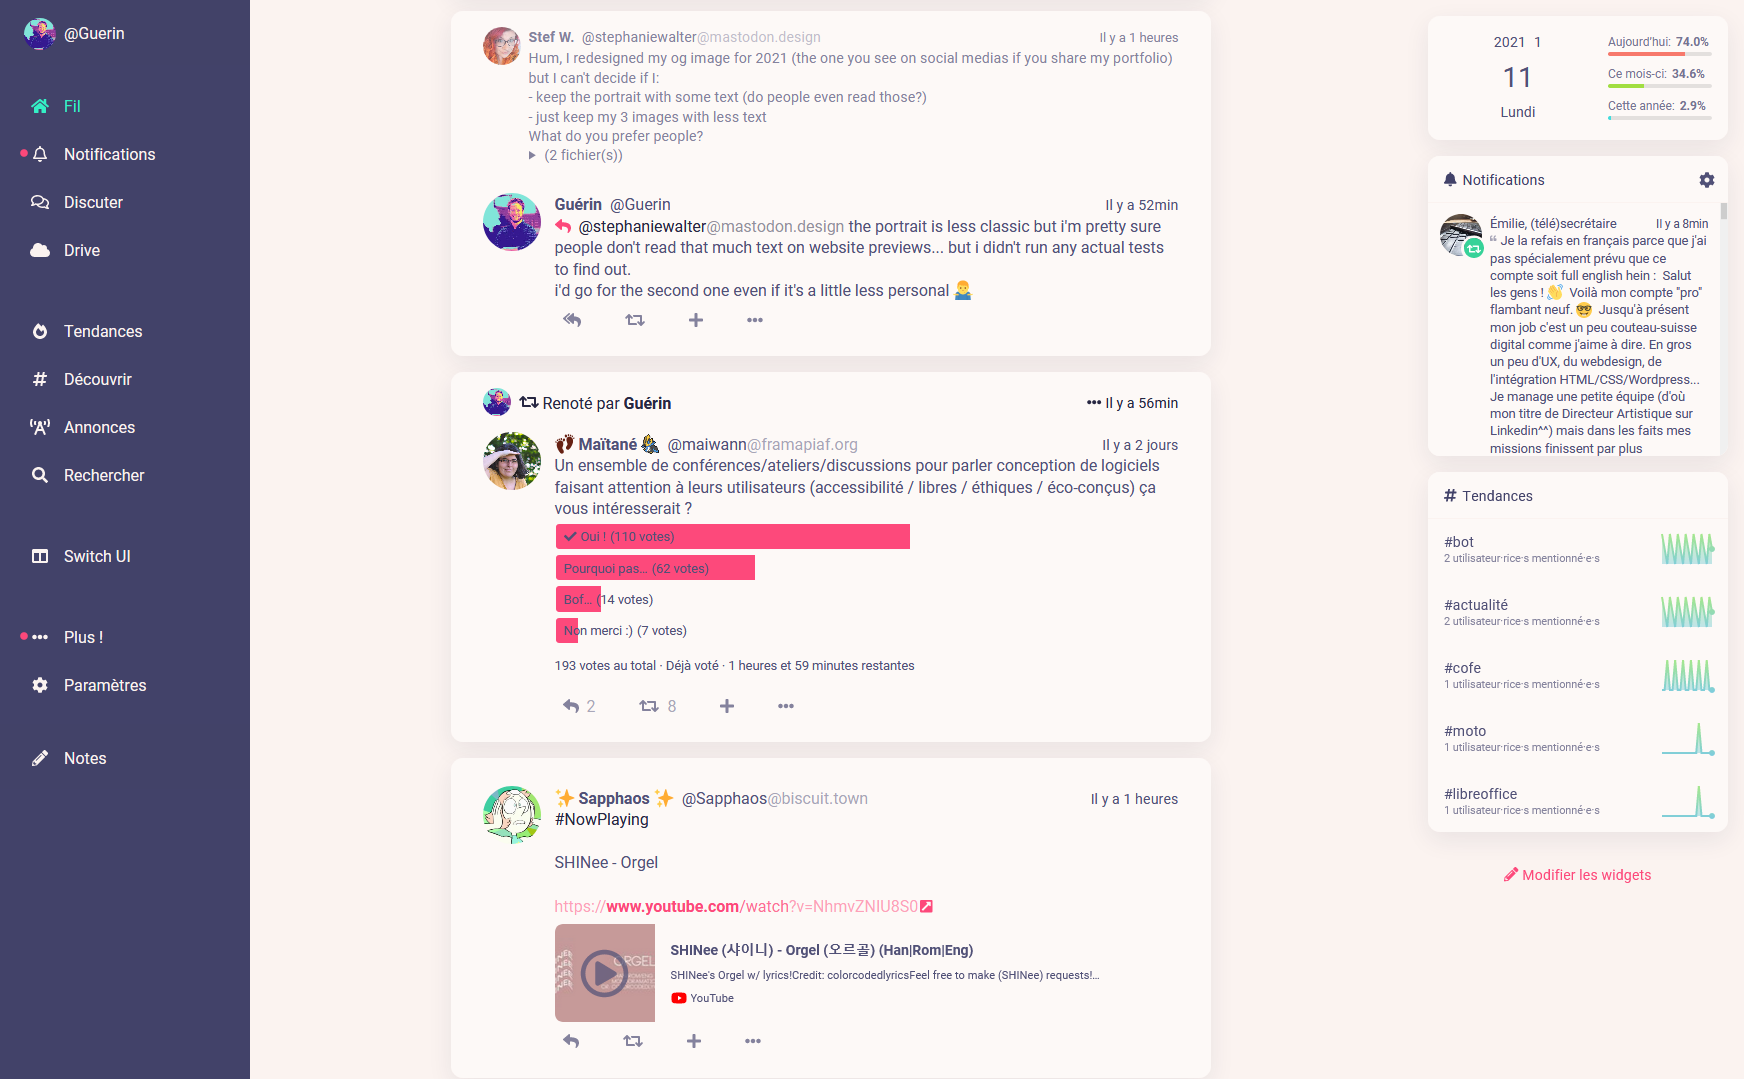 @Guerin
Fil
Notifications
Discuter
Drive
Tendances
Découvrir
Annonces
Rechercher
Switch UI
Plus !
Paramètres
Notes
Stef W. @stephaniewalter@mastodon.design Il y a 1 heures
Hum, I redesigned my og image for 2021 (the one you see on social medias if you share my portfolio)
but I can't decide if I:
- keep the portrait with some text (do people even read those?)
- just keep my 3 images with less text
What do you prefer people?
(2 fichier(s))
Guérin @Guerin Il y a 52min
@stephaniewalter@mastodon.design the portrait is less classic but i'm pretty sure
people don't read that much text on website previews... but i didn't run any actual tests
to find out.
i'd go for the second one even if it's a little less personal 🤷‍♂️
Renoté par Guérin ••• Il y a 56min
👣 Maïtané @maiwann@framapiaf.org Il y a 2 jours
Un ensemble de conférences/ateliers/discussions pour parler conception de logiciels
faisant attention à leurs utilisateurs (accessibilité / libres / éthiques / éco-conçus) ça
vous intéresserait ?
✔ Oui ! (110 votes)
Pourquoi pas… (62 votes)
Bof… (14 votes)
Non merci :) (7 votes)
193 votes au total · Déjà voté · 1 heures et 59 minutes restantes
2 8
✨ Sapphaos ✨ @Sapphaos@biscuit.town Il y a 1 heures
#NowPlaying
SHINee - Orgel
https://www.youtube.com/watch?v=NhmvZNIU8S0
ORGEL
SHINee (샤이니) - Orgel (오르골) (Han|Rom|Eng)
SHINee's Orgel w/ lyrics!Credit: colorcodedlyricsFeel free to make (SHINee) requests!…
YouTube
2021 1
11
Lundi
Aujourd'hui: 74.0%
Ce mois-ci: 34.6%
Cette année: 2.9%
Notifications
Émilie, (télé)secrétaire Il y a 8min
“ Je la refais en français parce que j'ai
pas spécialement prévu que ce
compte soit full english hein : Salut
les gens ! 👋 Voilà mon compte "pro"
flambant neuf. 🤓 Jusqu'à présent
mon job c'est un peu couteau-suisse
digital comme j'aime à dire. En gros
un peu d'UX, du webdesign, de
l'intégration HTML/CSS/Wordpress...
Je manage une petite équipe (d'où
mon titre de Directeur Artistique sur
Linkedin^^) mais dans les faits mes
missions finissent par plus
# Tendances
#bot
2 utilisateur·rice·s mentionné·e·s
#actualité
2 utilisateur·rice·s mentionné·e·s
#cofe
1 utilisateur·rice·s mentionné·e·s
#moto
1 utilisateur·rice·s mentionné·e·s
#libreoffice
1 utilisateur·rice·s mentionné·e·s
Modifier les widgets